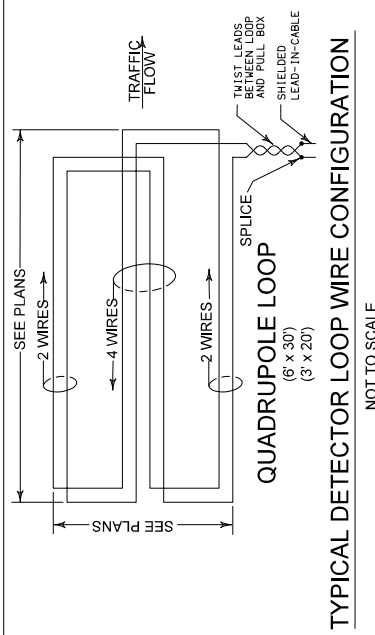 SEE PLANS
2 WIRES
4 WIRES
2 WIRES
SEE PLANS
TRAFFIC
FLOW
TWIST LEADS
BETWEEN LOOP
AND PULL BOX
SPLICE
SHIELDED
LEAD-IN-CABLE
QUADRUPOLE LOOP
(6' x 30')
(3' x 20')
TYPICAL DETECTOR LOOP WIRE CONFIGURATION
NOT TO SCALE